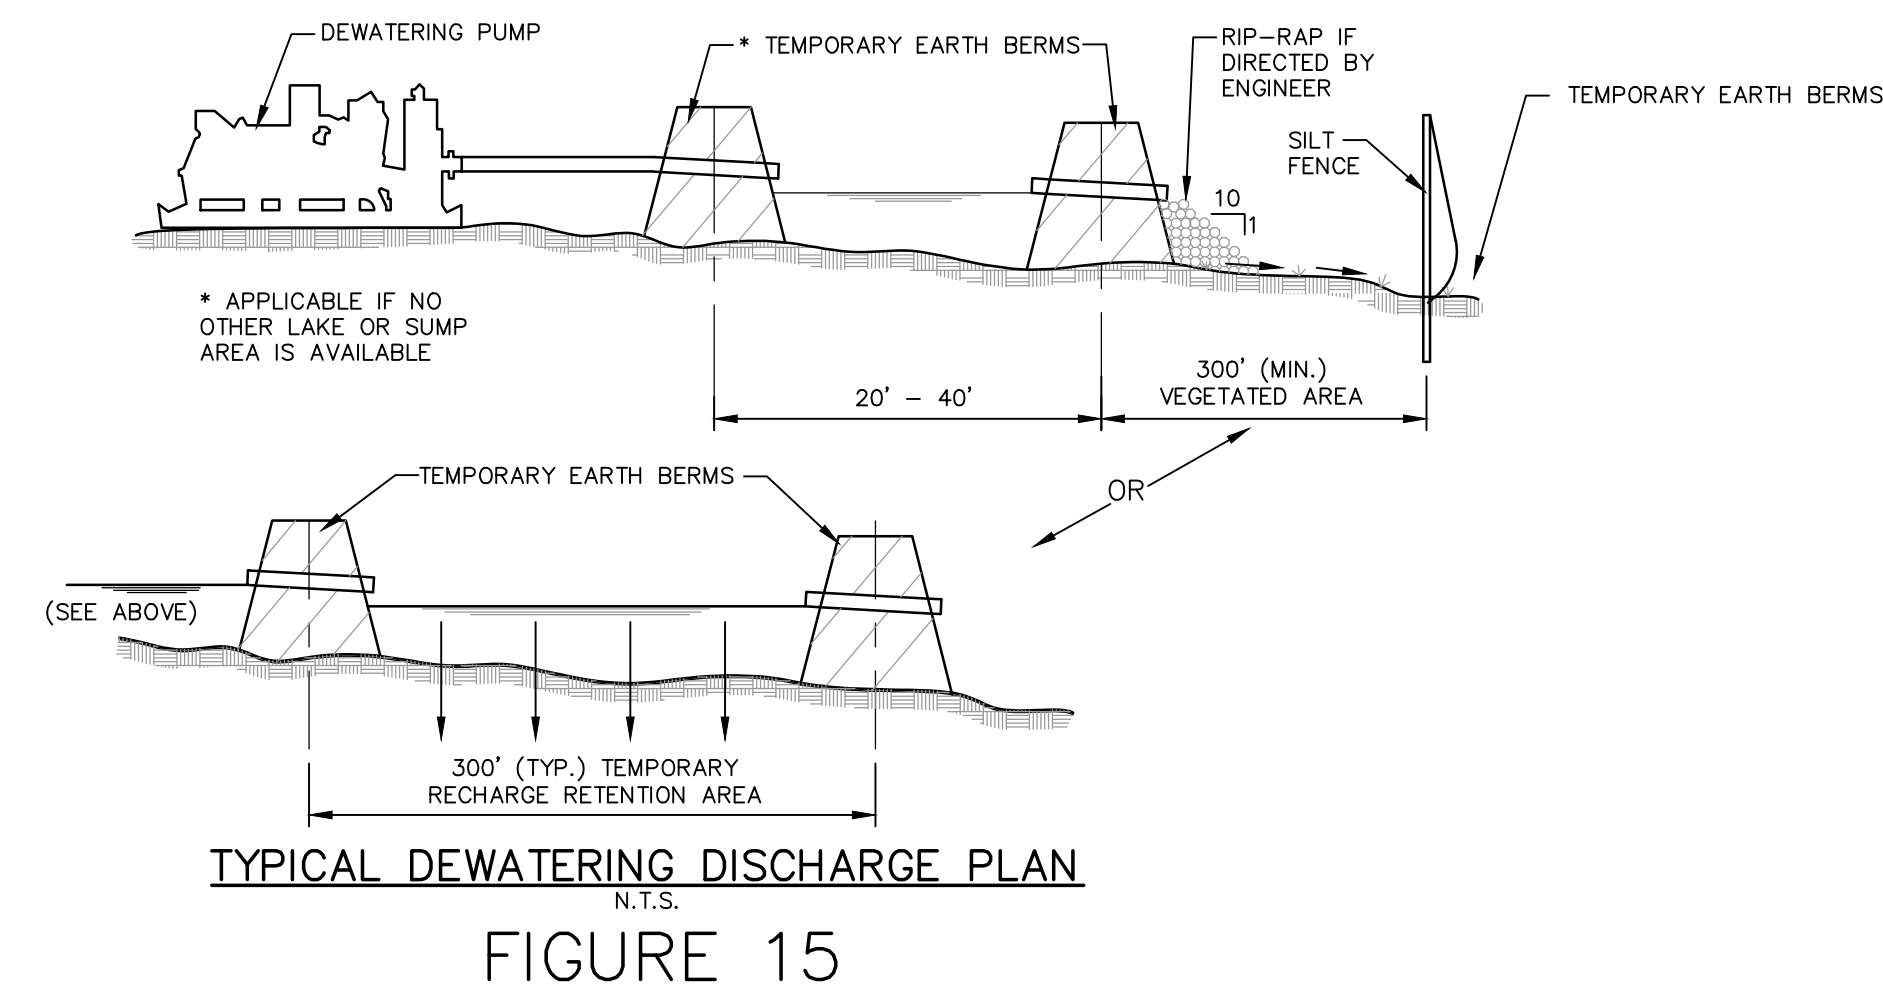 DEWATERING PUMP
* TEMPORARY EARTH BERMS
RIP-RAP IF
DIRECTED BY
ENGINEER
TEMPORARY EARTH BERMS
SILT
FENCE
10
1
* APPLICABLE IF NO
OTHER LAKE OR SUMP
AREA IS AVAILABLE
20' - 40'
300' (MIN.)
VEGETATED AREA
OR
TEMPORARY EARTH BERMS
(SEE ABOVE)
300' (TYP.) TEMPORARY
RECHARGE RETENTION AREA
TYPICAL DEWATERING DISCHARGE PLAN
N.T.S.
FIGURE 15